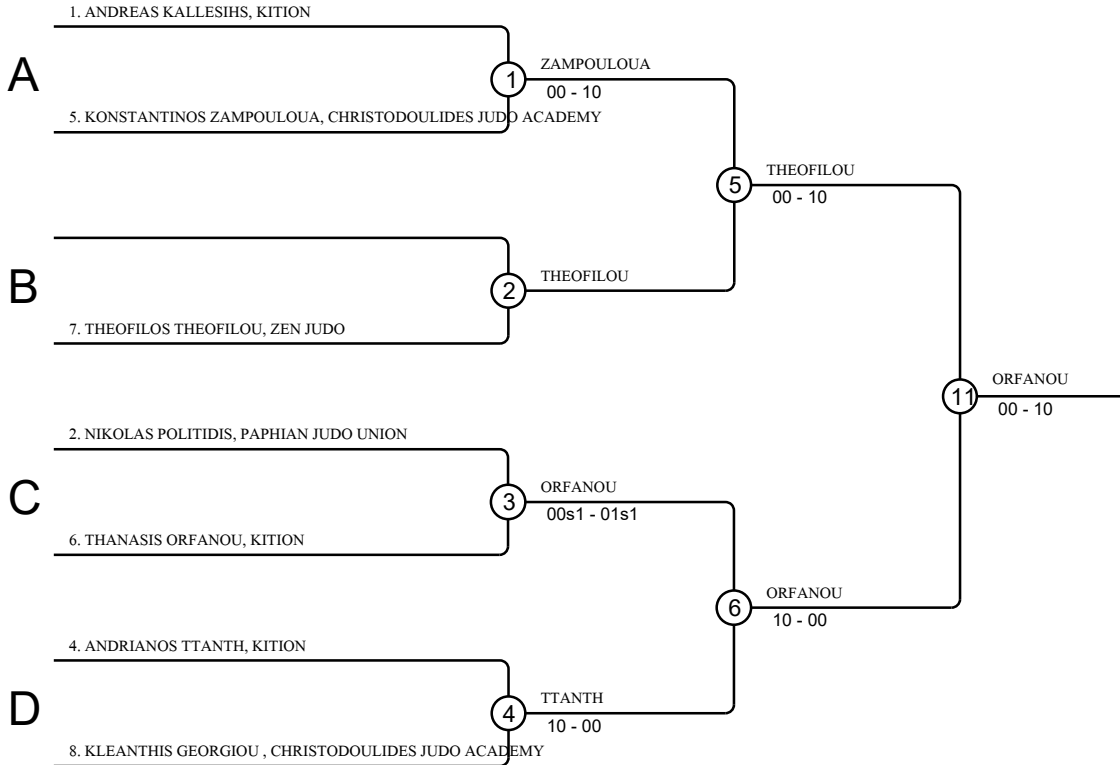 1. ANDREAS KALLESIHS, KITION
A
1
ZAMPOULOUA
00 - 10
5. KONSTANTINOS ZAMPOULOUA, CHRISTODOULIDES JUDO ACADEMY
5
THEOFILOU
00 - 10
B
2
THEOFILOU
7. THEOFILOS THEOFILOU, ZEN JUDO
11
ORFANOU
00 - 10
2. NIKOLAS POLITIDIS, PAPHIAN JUDO UNION
C
3
ORFANOU
00s1 - 01s1
6. THANASIS ORFANOU, KITION
6
ORFANOU
10 - 00
4. ANDRIANOS TTANTH, KITION
D
4
TTANTH
10 - 00
8. KLEANTHIS GEORGIOU , CHRISTODOULIDES JUDO ACADEMY